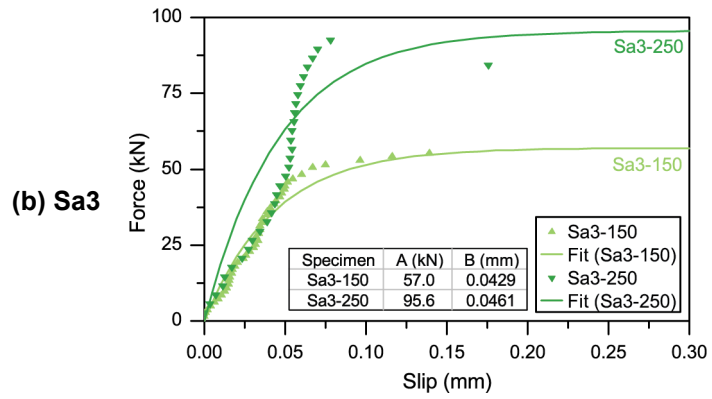 100
75
50
25
0
Force (kN)
(b) Sa3
Sa3-250
Sa3-150
Specimen A (kN) B (mm)
Sa3-150 57.0 0.0429
Sa3-250 95.6 0.0461
Sa3-150
Fit (Sa3-150)
Sa3-250
Fit (Sa3-250)
0.00 0.05 0.10 0.15 0.20 0.25 0.30
Slip (mm)